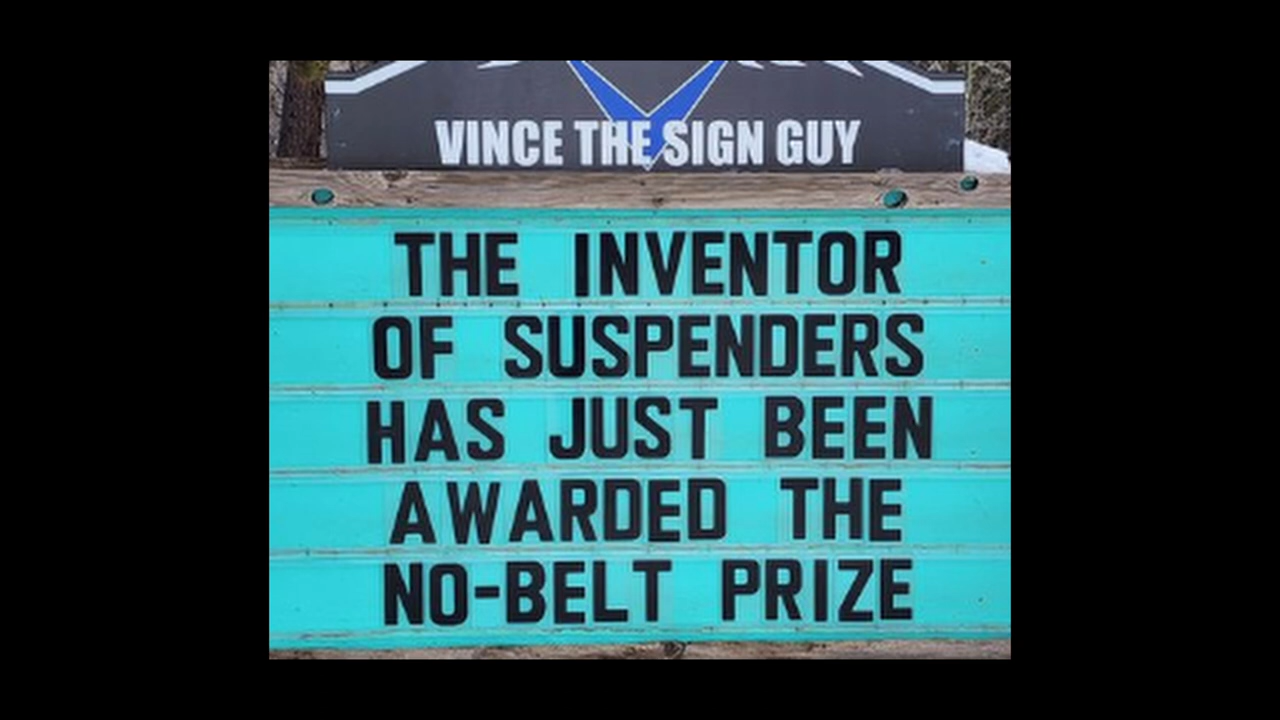 VINCE THE SIGN GUY
THE INVENTOR
OF SUSPENDERS
HAS JUST BEEN
AWARDED THE
NO-BELT PRIZE